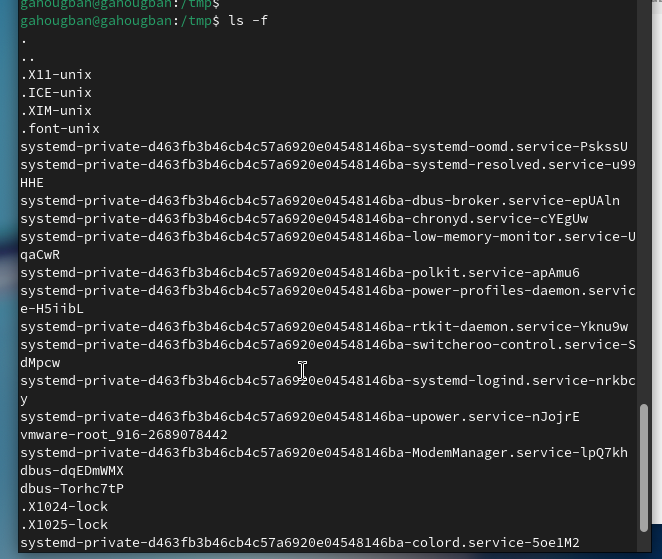 gahougban@gahougban:/tmp$
gahougban@gahougban:/tmp$ ls -f
.
..
.X11-unix
.ICE-unix
.XIM-unix
.font-unix
systemd-private-d463fb3b46cb4c57a6920e04548146ba-systemd-oomd.service-PskssU
systemd-private-d463fb3b46cb4c57a6920e04548146ba-systemd-resolved.service-u99
HHE
systemd-private-d463fb3b46cb4c57a6920e04548146ba-dbus-broker.service-epUAln
systemd-private-d463fb3b46cb4c57a6920e04548146ba-chronyd.service-cYEgUw
systemd-private-d463fb3b46cb4c57a6920e04548146ba-low-memory-monitor.service-U
qaCwR
systemd-private-d463fb3b46cb4c57a6920e04548146ba-polkit.service-apAmu6
systemd-private-d463fb3b46cb4c57a6920e04548146ba-power-profiles-daemon.servic
e-H5iibL
systemd-private-d463fb3b46cb4c57a6920e04548146ba-rtkit-daemon.service-Yknu9w
systemd-private-d463fb3b46cb4c57a6920e04548146ba-switcheroo-control.service-S
dMpcw
systemd-private-d463fb3b46cb4c57a6920e04548146ba-systemd-logind.service-nrkbc
y
systemd-private-d463fb3b46cb4c57a6920e04548146ba-upower.service-nJojrE
vmware-root_916-2689078442
systemd-private-d463fb3b46cb4c57a6920e04548146ba-ModemManager.service-lpQ7kh
dbus-dqEDmWMX
dbus-Torhc7tP
.X1024-lock
.X1025-lock
systemd-private-d463fb3b46cb4c57a6920e04548146ba-colord.service-5oe1M2